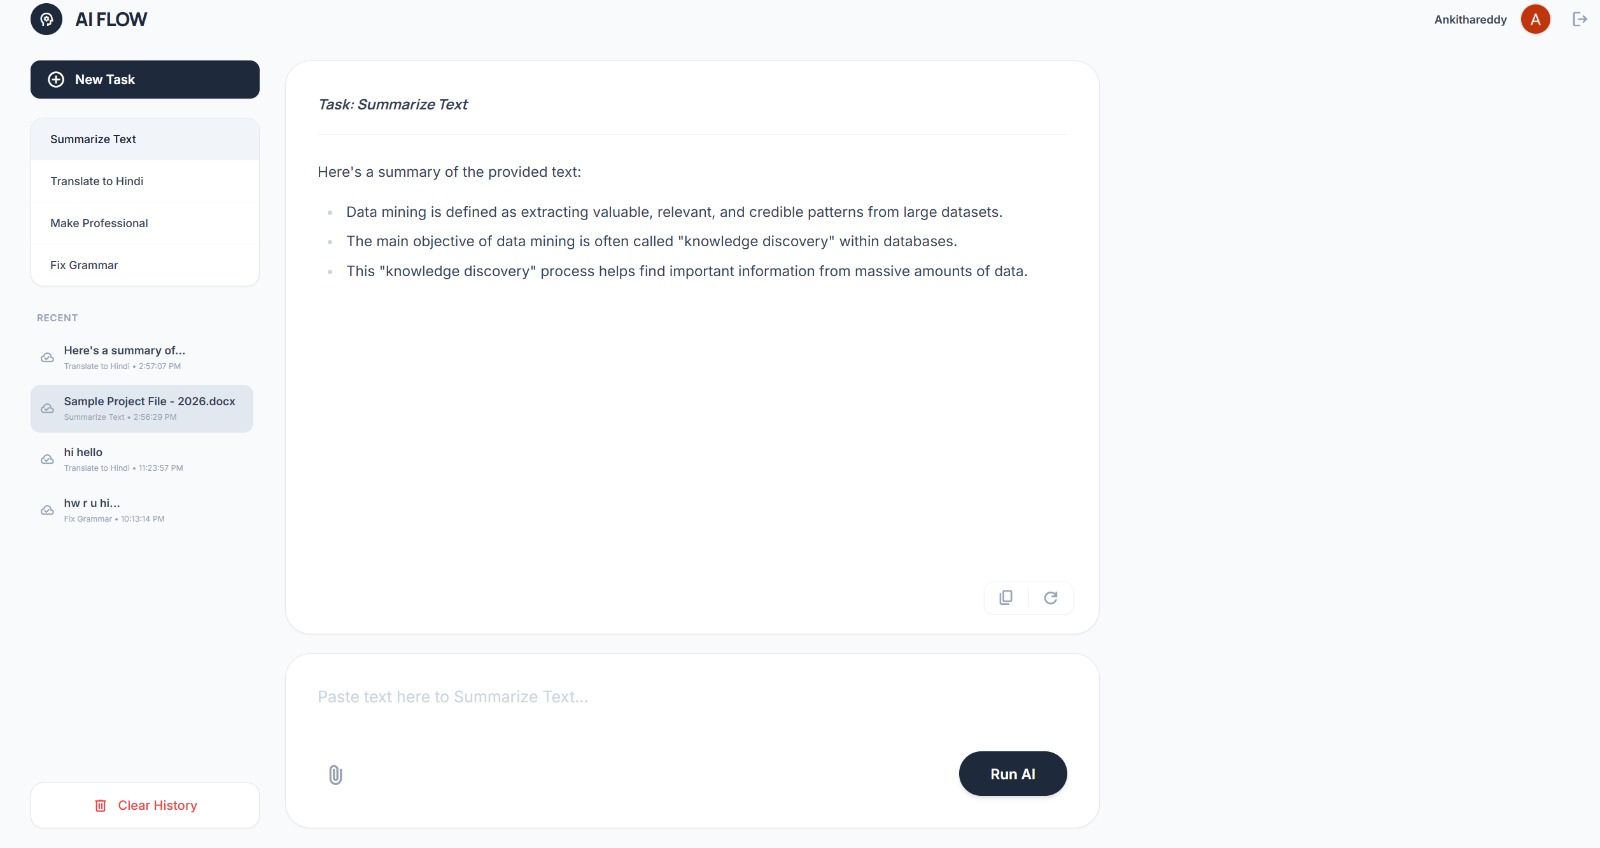 AI FLOW
Ankithareddy
A
New Task
Summarize Text
Translate to Hindi
Make Professional
Fix Grammar
RECENT
Here's a summary of...
Translate to Hindi • 2:57:07 PM
Sample Project File - 2026.docx
Summarize Text • 2:56:29 PM
hi hello
Translate to Hindi • 11:23:57 PM
hw r u hi...
Fix Grammar • 10:13:14 PM
Clear History
Task: Summarize Text
Here's a summary of the provided text:
• Data mining is defined as extracting valuable, relevant, and credible patterns from large datasets.
• The main objective of data mining is often called "knowledge discovery" within databases.
• This "knowledge discovery" process helps find important information from massive amounts of data.
Paste text here to Summarize Text...
Run AI